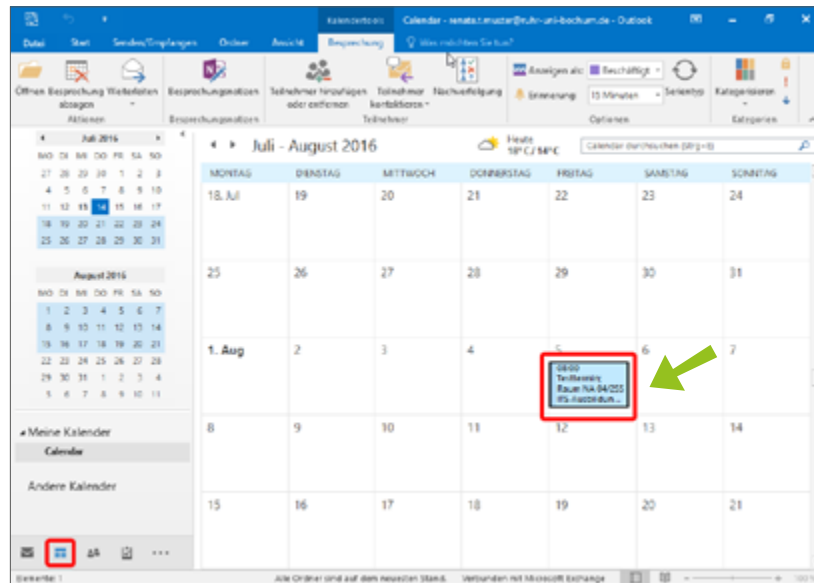 Kalendertools Calendar - renate.t.muster@ruhr-uni-bochum.de - Outlook
Datei Start Senden/Empfangen Ordner Ansicht Besprechung Was möchten Sie tun?
Öffnen Besprechung Weiterleiten Besprechungsnotizen Teilnehmer hinzufügen Teilnehmer Nachverfolgung Anzeigen als: Beschäftigt Serientyp Kategorisieren
absagen oder entfernen kontaktieren Erinnerung: 15 Minuten
Aktionen Besprechungsnotizen Teilnehmer Optionen Kategorien
Juli 2016
MO DI MI DO FR SA SO
27 28 29 30 1 2 3
4 5 6 7 8 9 10
11 12 13 14 15 16 17
18 19 20 21 22 23 24
25 26 27 28 29 30 31
August 2016
MO DI MI DO FR SA SO
1 2 3 4 5 6 7
8 9 10 11 12 13 14
15 16 17 18 19 20 21
22 23 24 25 26 27 28
29 30 31 1 2 3 4
5 6 7 8 9 10 11
Meine Kalender
Calendar
Andere Kalender
Juli - August 2016 Heute 18° C / 14° C Calendar durchsuchen (Strg+E)
MONTAG DIENSTAG MITTWOCH DONNERSTAG FREITAG SAMSTAG SONNTAG
18. Jul 19 20 21 22 23 24
25 26 27 28 29 30 31
1. Aug 2 3 4 5 6 7
08:00
Testtermin;
Raum NA 04/255
8 9 10 11 12 13 14
15 16 17 18 19 20 21
Elemente: 1 Alle Ordner sind auf dem neuesten Stand. Verbunden mit Microsoft Exchange 100 %